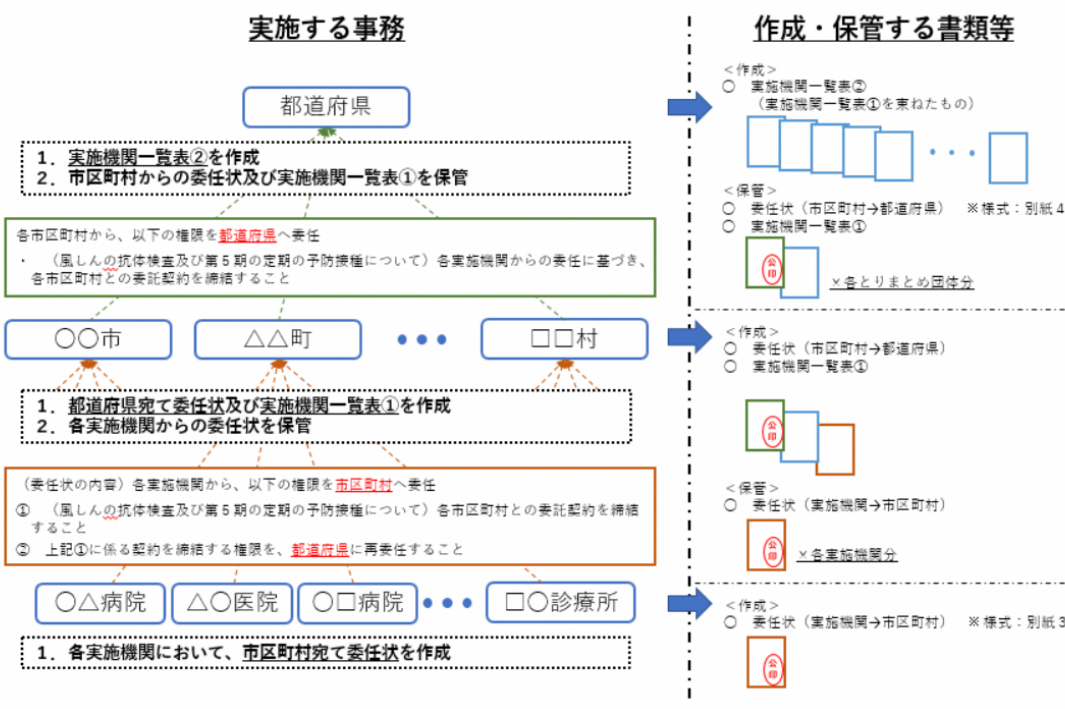 実施する事務
都道府県
1．実施機関一覧表②を作成
2．市区町村からの委任状及び実施機関一覧表①を保管
各市区町村から、以下の権限を都道府県へ委任
・ （風しんの抗体検査及び第５期の定期の予防接種について）各実施機関からの委任に基づき、
各市区町村との委託契約を締結すること
〇〇市
△△町
● ● ●
□□村
1．都道府県宛て委任状及び実施機関一覧表①を作成
2．各実施機関からの委任状を保管
（委任状の内容）各実施機関から、以下の権限を市区町村へ委任
① （風しんの抗体検査及び第５期の定期の予防接種について）各市区町村との委託契約を締結
すること
② 上記①に係る契約を締結する権限を、都道府県に再委任すること
〇△病院
△〇医院
〇□病院
● ● ●
□〇診療所
1．各実施機関において、市区町村宛て委任状を作成
作成・保管する書類等
＜作成＞
〇 実施機関一覧表②
（実施機関一覧表①を束ねたもの）
● ● ●
＜保管＞
〇 委任状（市区町村→都道府県） ※様式：別紙４
〇 実施機関一覧表①
公印
×各とりまとめ団体分
＜作成＞
〇 委任状（市区町村→都道府県）
〇 実施機関一覧表①
公印
＜保管＞
〇 委任状（実施機関→市区町村）
公印
×各実施機関分
＜作成＞
〇 委任状（実施機関→市区町村） ※様式：別紙３
公印